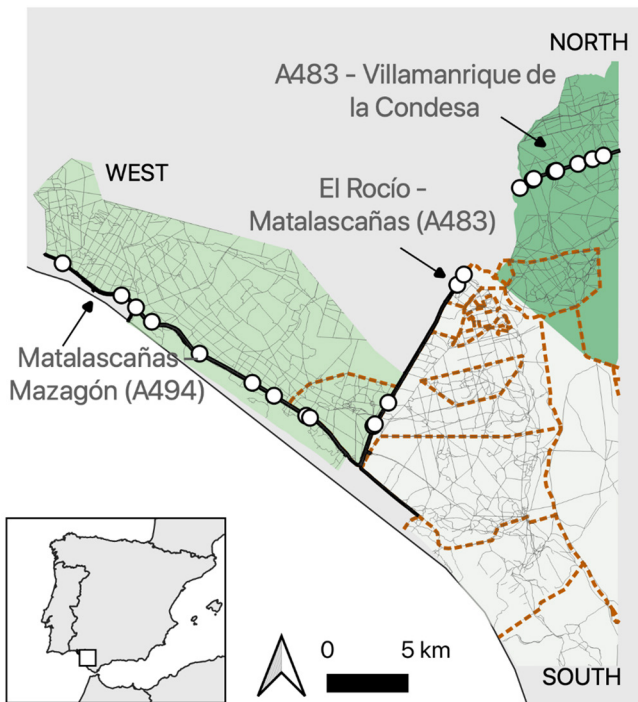 NORTH
A483 - Villamanrique de
la Condesa
WEST
El Rocío -
Matalascañas (A483)
Matalascañas -
Mazagón (A494)
0 5 km
SOUTH